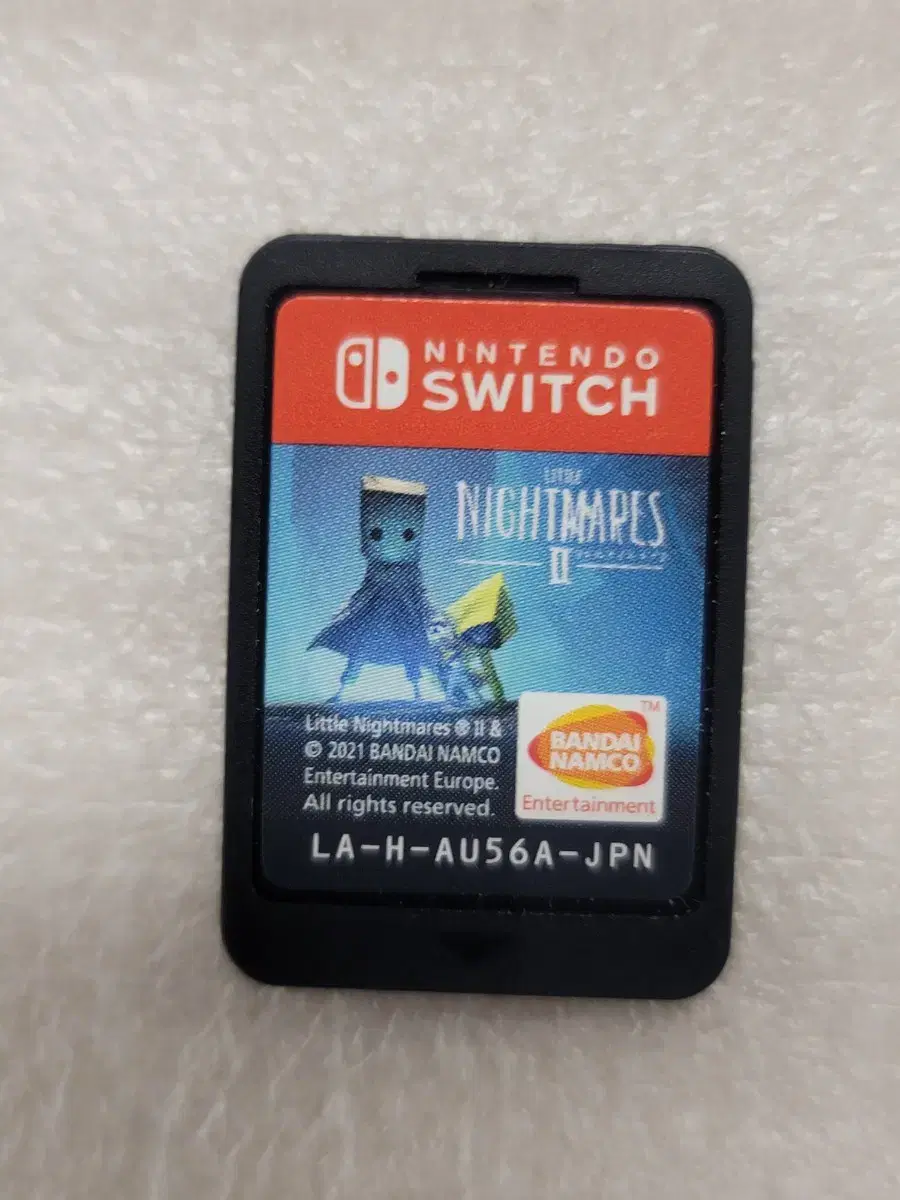 NINTENDO
SWITCH
LITTLE
NIGHTMARES
II
Little Nightmares ® II &
© 2021 BANDAI NAMCO
Entertainment Europe.
All rights reserved.
TM
BANDAI
NAMCO
Entertainment
LA-H-AU56A-JPN